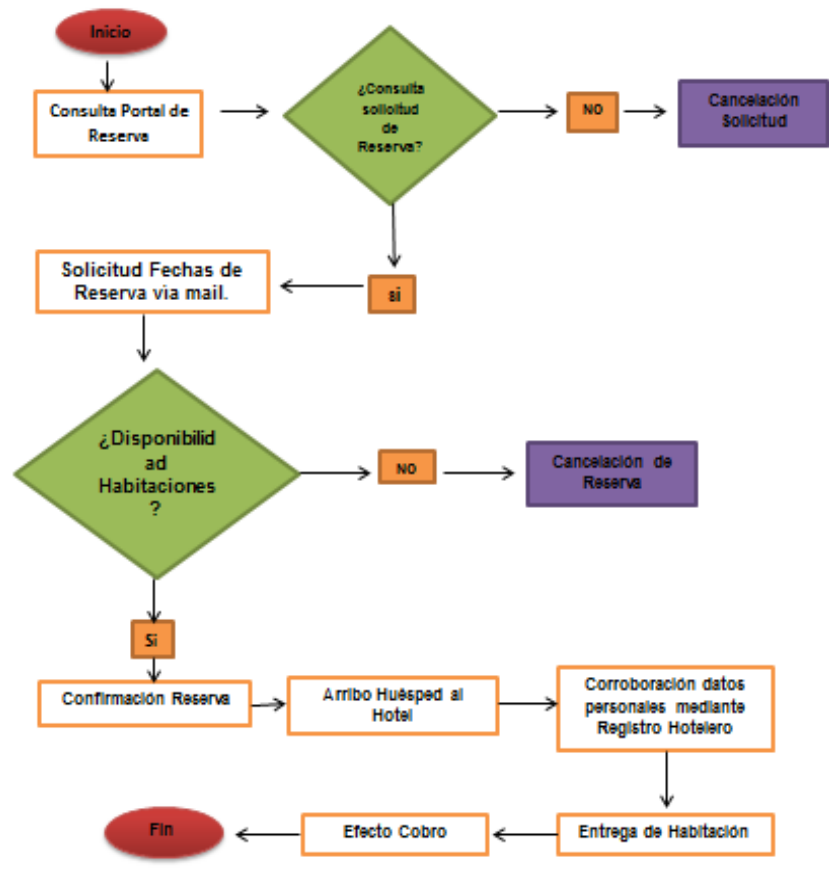 Inicio
Consulta Portal de
Reserva
¿Consulta
solicitud
de
Reserva?
NO
Cancelación
Solicitud
si
Solicitud Fechas de
Reserva via mail.
¿Disponibilid
ad
Habitaciones
?
NO
Cancelación de
Reserva
Si
Confirmación Reserva
Arribo Huésped al
Hotel
Corroboración datos
personales mediante
Registro Hotelero
Entrega de Habitación
Efecto Cobro
Fin